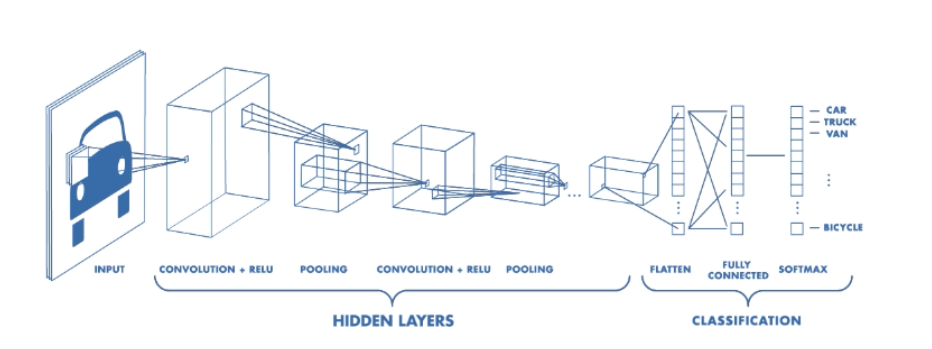 CAR
TRUCK
VAN
BICYCLE
INPUT
CONVOLUTION + RELU
POOLING
CONVOLUTION + RELU
POOLING
FLATTEN
FULLY
CONNECTED
SOFTMAX
HIDDEN LAYERS
CLASSIFICATION